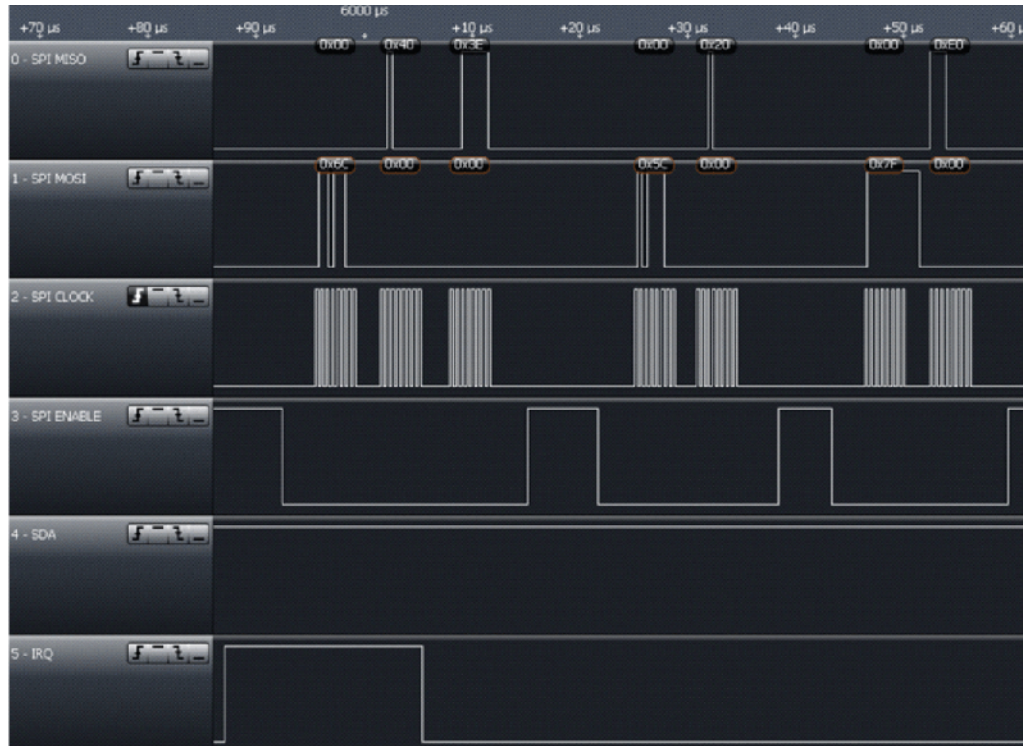 6000 μs
+70 μs +80 μs +90 μs +10 μs +20 μs +30 μs +40 μs +50 μs +60 μ
0 - SPI MISO 0x00 0x40 0x3E 0x00 0x20 0x00 0xE0
1 - SPI MOSI 0x6C 0x00 0x00 0x5C 0x00 0x7F 0x00
2 - SPI CLOCK
3 - SPI ENABLE
4 - SDA
5 - IRQ